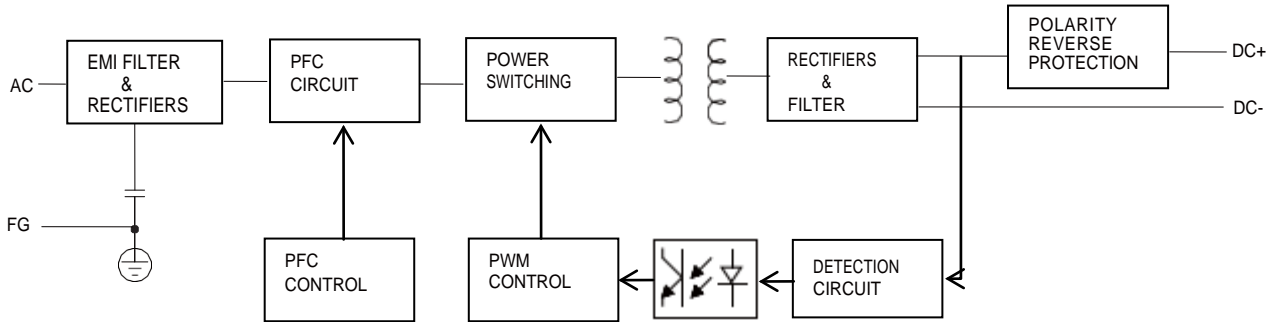 AC
EMI FILTER
&
RECTIFIERS
PFC
CIRCUIT
POWER
SWITCHING
RECTIFIERS
&
FILTER
POLARITY
REVERSE
PROTECTION
DC+
DC-
FG
PFC
CONTROL
PWM
CONTROL
DETECTION
CIRCUIT